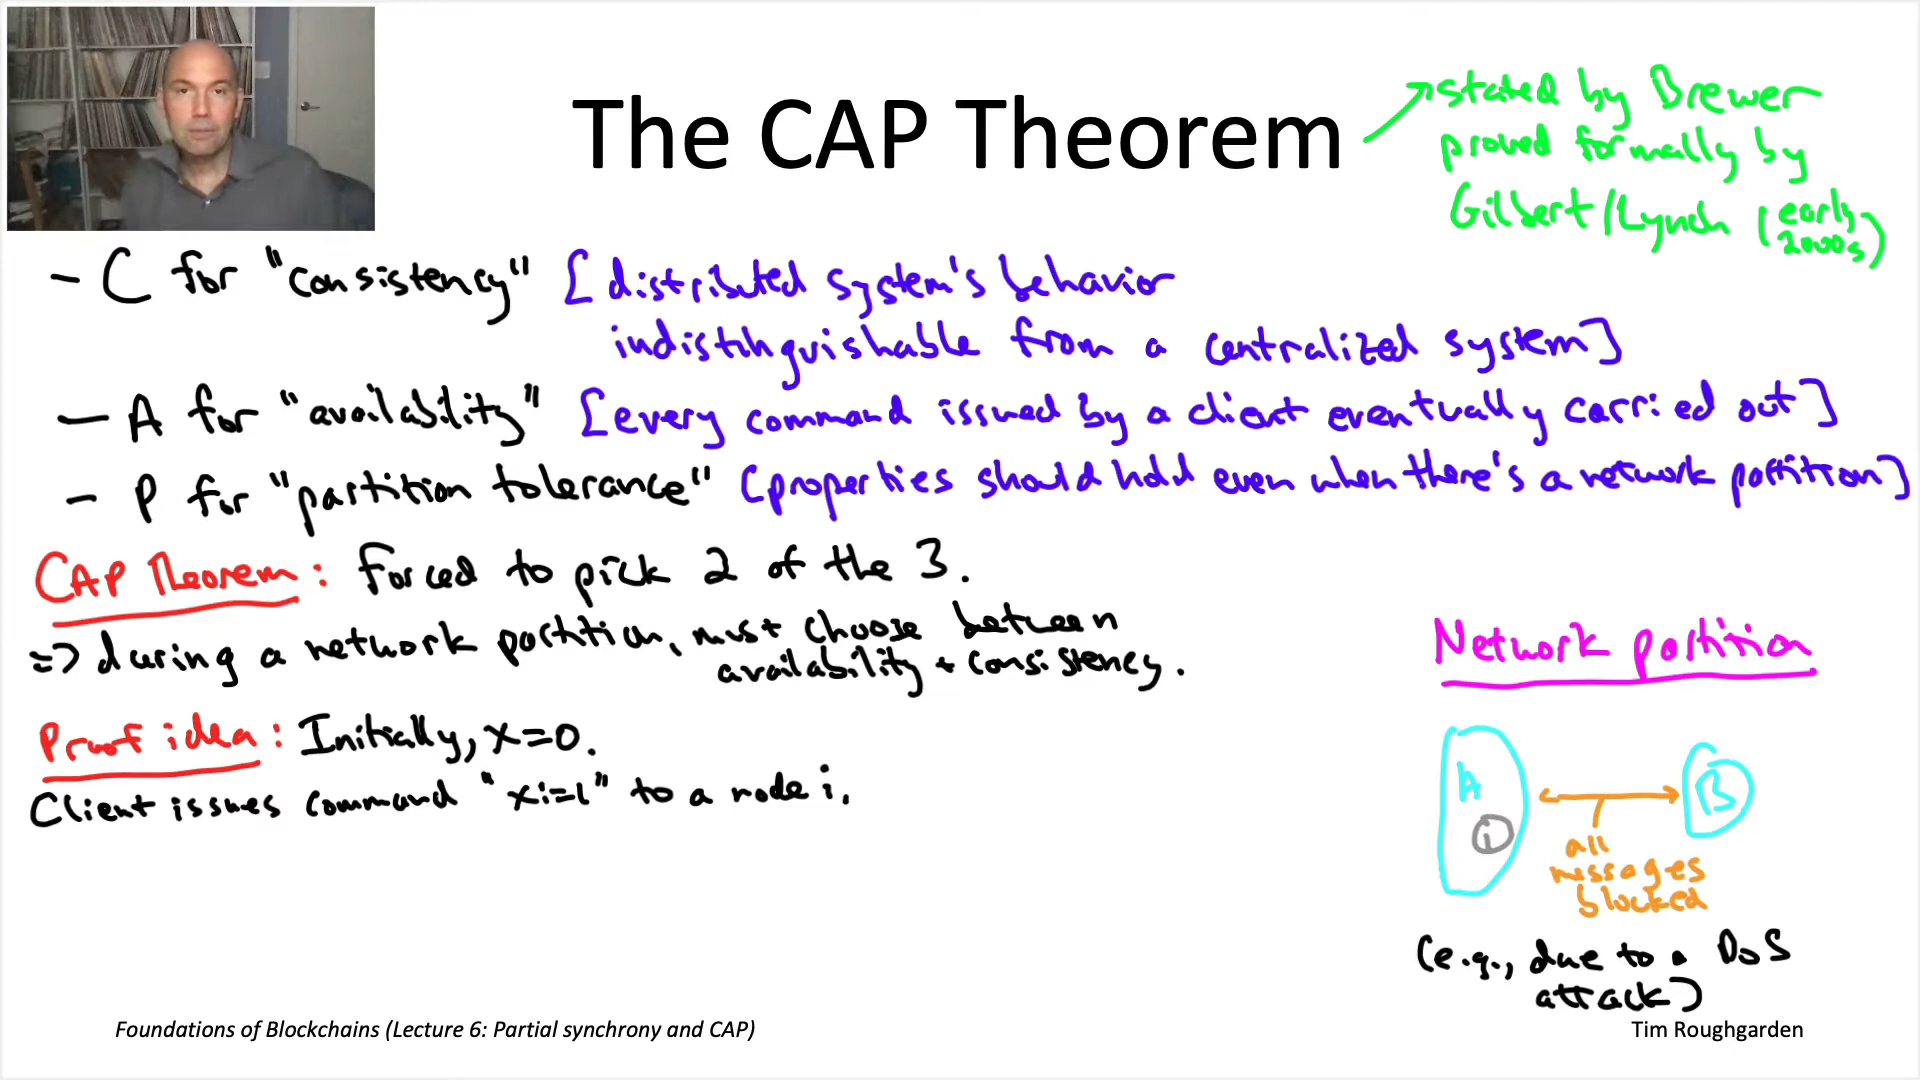 The CAP Theorem
stated by Brewer
proved formally by
Gilbert/Lynch (early
2000s)
- C for "consistency" [distributed system's behavior
indistinguishable from a centralized system]
- A for "availability" [every command issued by a client eventually carried out]
- P for "partition tolerance" [properties should hold even when there's a network partition]
CAP Theorem: Forced to pick 2 of the 3.
=> during a network partition, must choose between
availability + consistency.
Proof idea: Initially, x=0.
Client issues command "x:=1" to a node i.
Network partition
A
i
B
all
messages
blocked
(e.g., due to a DoS
attack)
Foundations of Blockchains (Lecture 6: Partial synchrony and CAP)
Tim Roughgarden